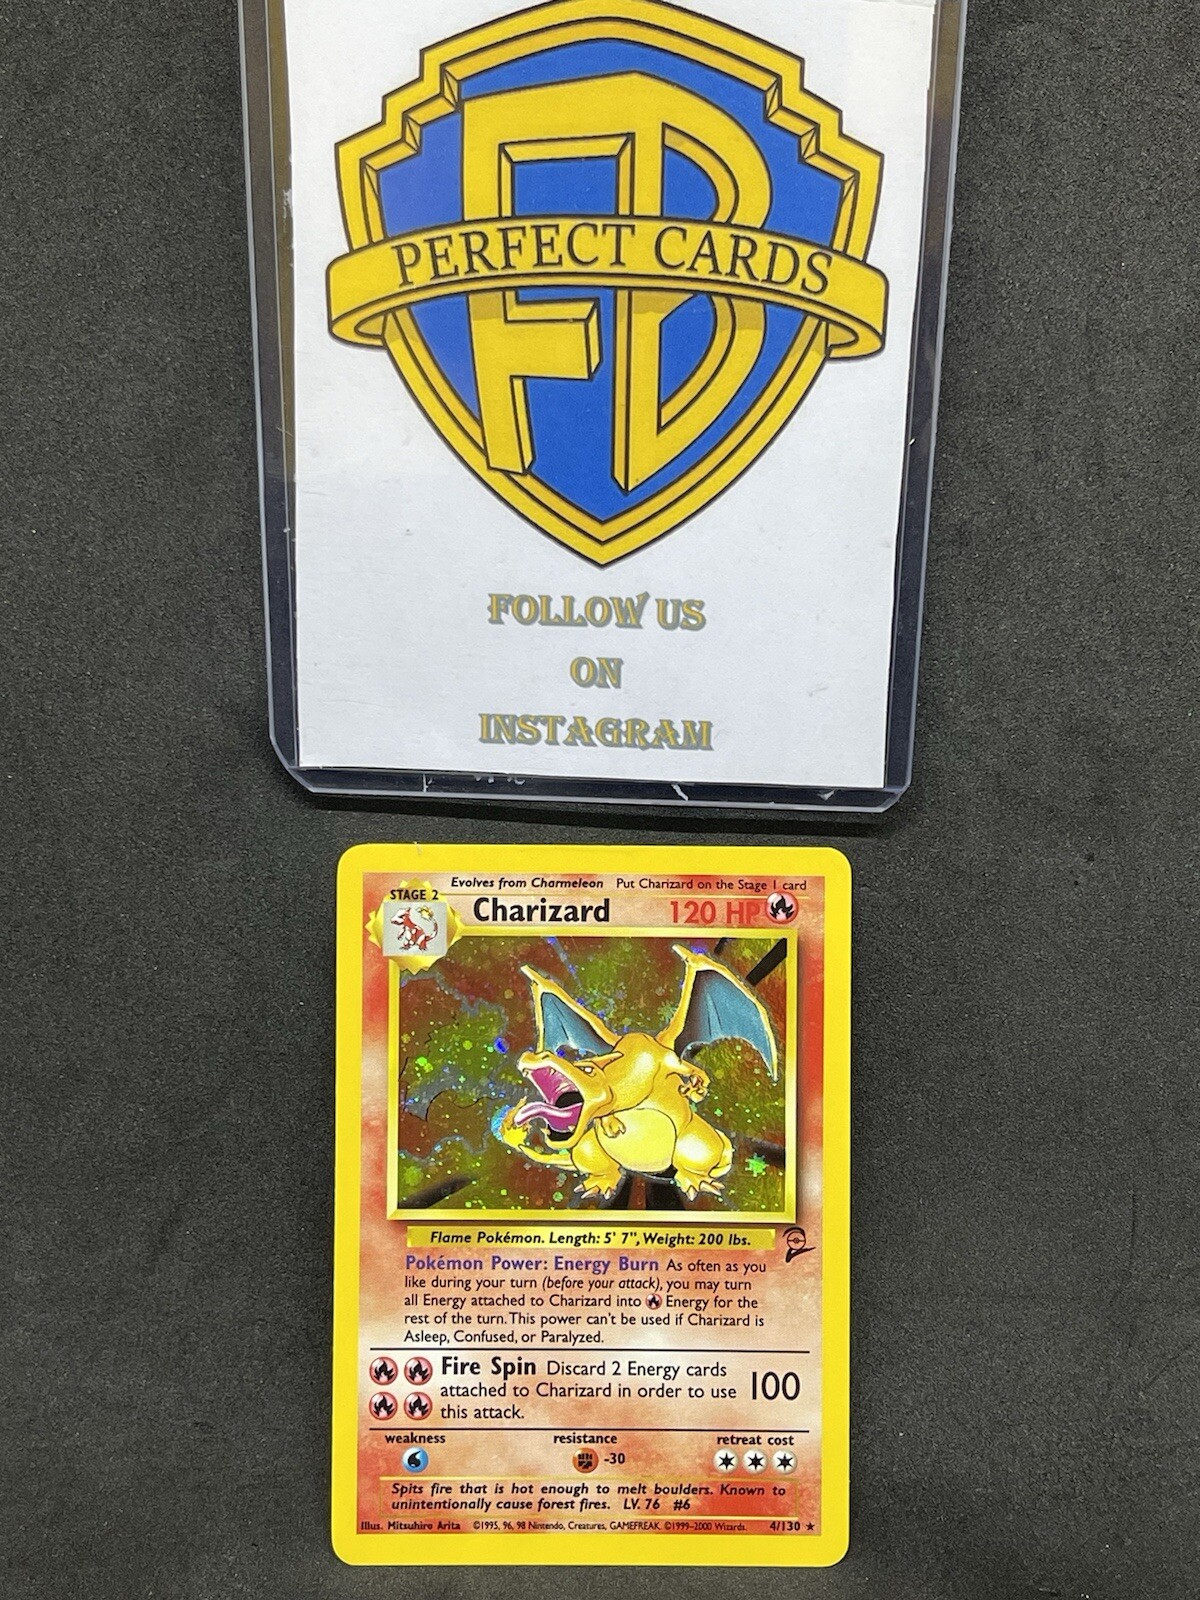 FB
PERFECT CARDS
FOLLOW US
ON
INSTAGRAM
Evolves from Charmeleon Put Charizard on the Stage 1 card
STAGE 2
Charizard 120 HP
Flame Pokémon. Length: 5' 7", Weight: 200 lbs.
Pokémon Power: Energy Burn As often as you
like during your turn (before your attack), you may turn
all Energy attached to Charizard into Energy for the
rest of the turn. This power can't be used if Charizard is
Asleep, Confused, or Paralyzed.
Fire Spin Discard 2 Energy cards
attached to Charizard in order to use 100
this attack.
weakness resistance retreat cost
-30
Spits fire that is hot enough to melt boulders. Known to
unintentionally cause forest fires. LV. 76 #6
Illus. Mitsuhiro Arita ©1995, 96, 98 Nintendo, Creatures, GAMEFREAK. ©1999-2000 Wizards. 4/130 ★